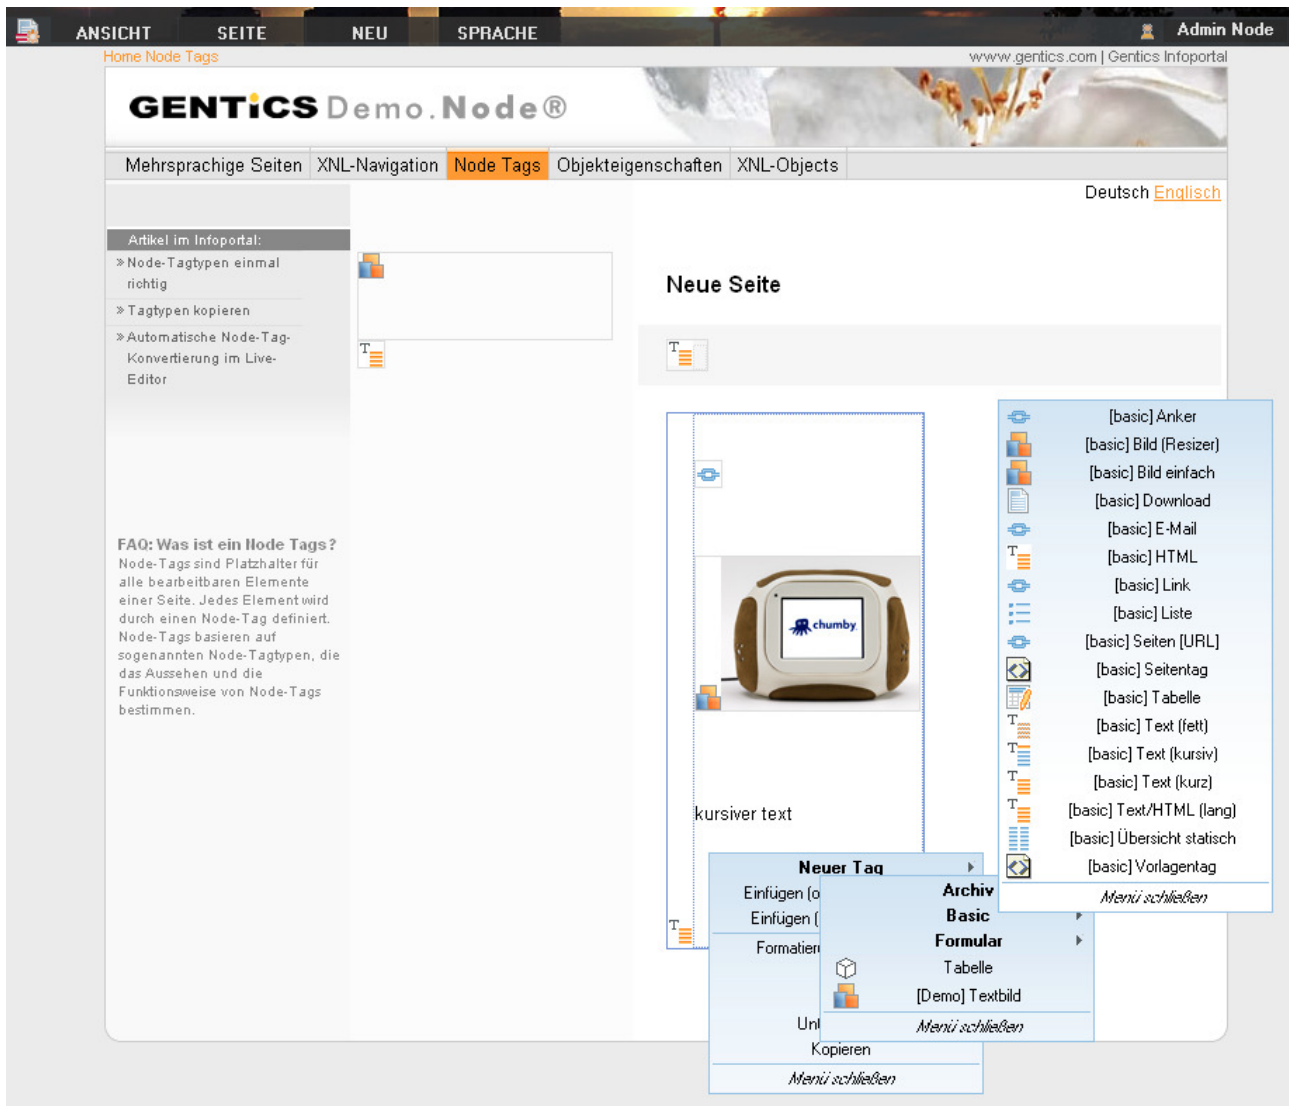 ANSICHT SEITE NEU SPRACHE Admin Node
Home Node Tags www.gentics.com | Gentics Infoportal
GENTiCS Demo.Node®
Mehrsprachige Seiten XNL-Navigation Node Tags Objekteigenschaften XNL-Objects
Deutsch Englisch
Artikel im Infoportal:
» Node-Tagtypen einmal
richtig
» Tagtypen kopieren
» Automatische Node-Tag-
Konvertierung im Live-
Editor
FAQ: Was ist ein Node Tags?
Node-Tags sind Platzhalter für
alle bearbeitbaren Elemente
einer Seite. Jedes Element wird
durch einen Node-Tag definiert.
Node-Tags basieren auf
sogenannten Node-Tagtypen, die
das Aussehen und die
Funktionsweise von Node-Tags
bestimmen.
Neue Seite
chumby
kursiver text
Neuer Tag
Einfügen (o
Einfügen (
Formatier
Unt
Kopieren
Menü schließen
Archiv
Basic
Formular
Tabelle
[Demo] Textbild
Menü schließen
[basic] Anker
[basic] Bild (Resizer)
[basic] Bild einfach
[basic] Download
[basic] E-Mail
[basic] HTML
[basic] Link
[basic] Liste
[basic] Seiten [URL]
[basic] Seitentag
[basic] Tabelle
[basic] Text (fett)
[basic] Text (kursiv)
[basic] Text (kurz)
[basic] Text/HTML (lang)
[basic] Übersicht statisch
[basic] Vorlagentag
Menü schließen